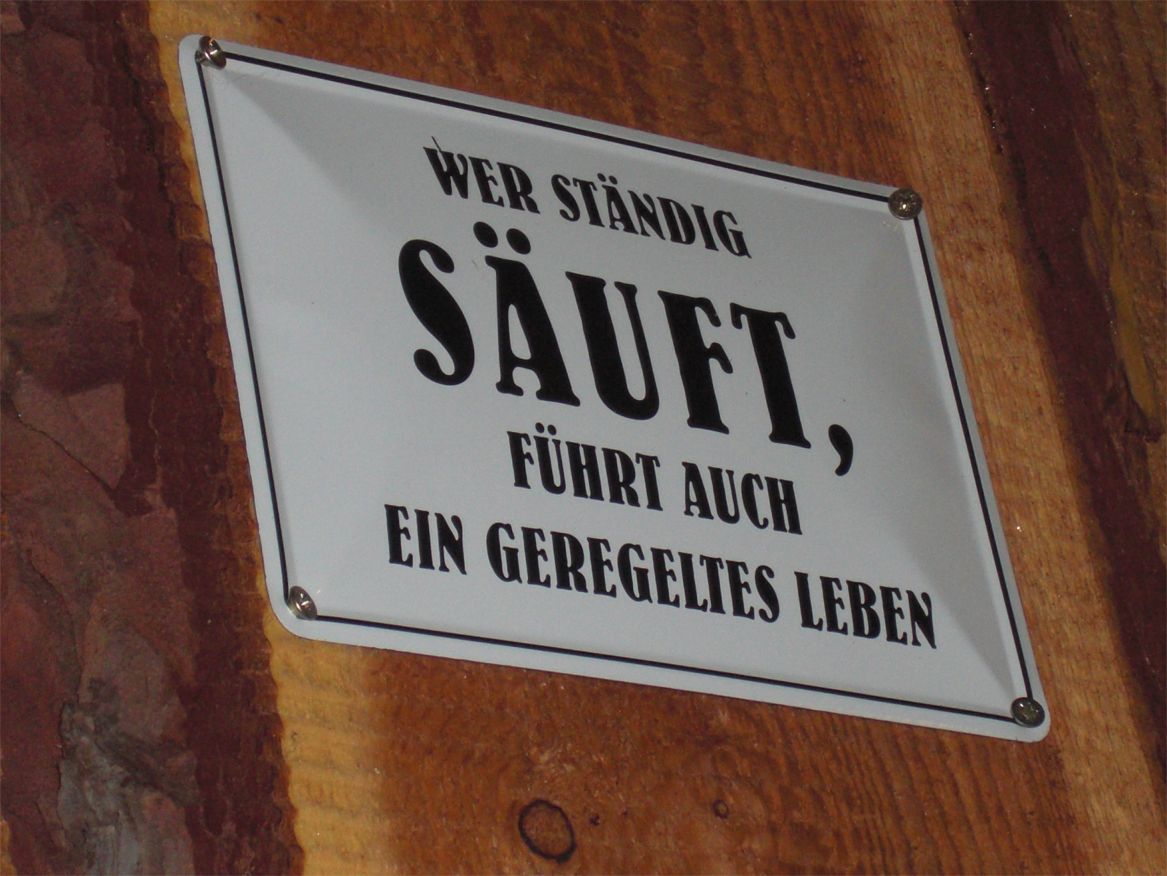 WER STÄNDIG
SÄUFT,
FÜHRT AUCH
EIN GEREGELTES LEBEN